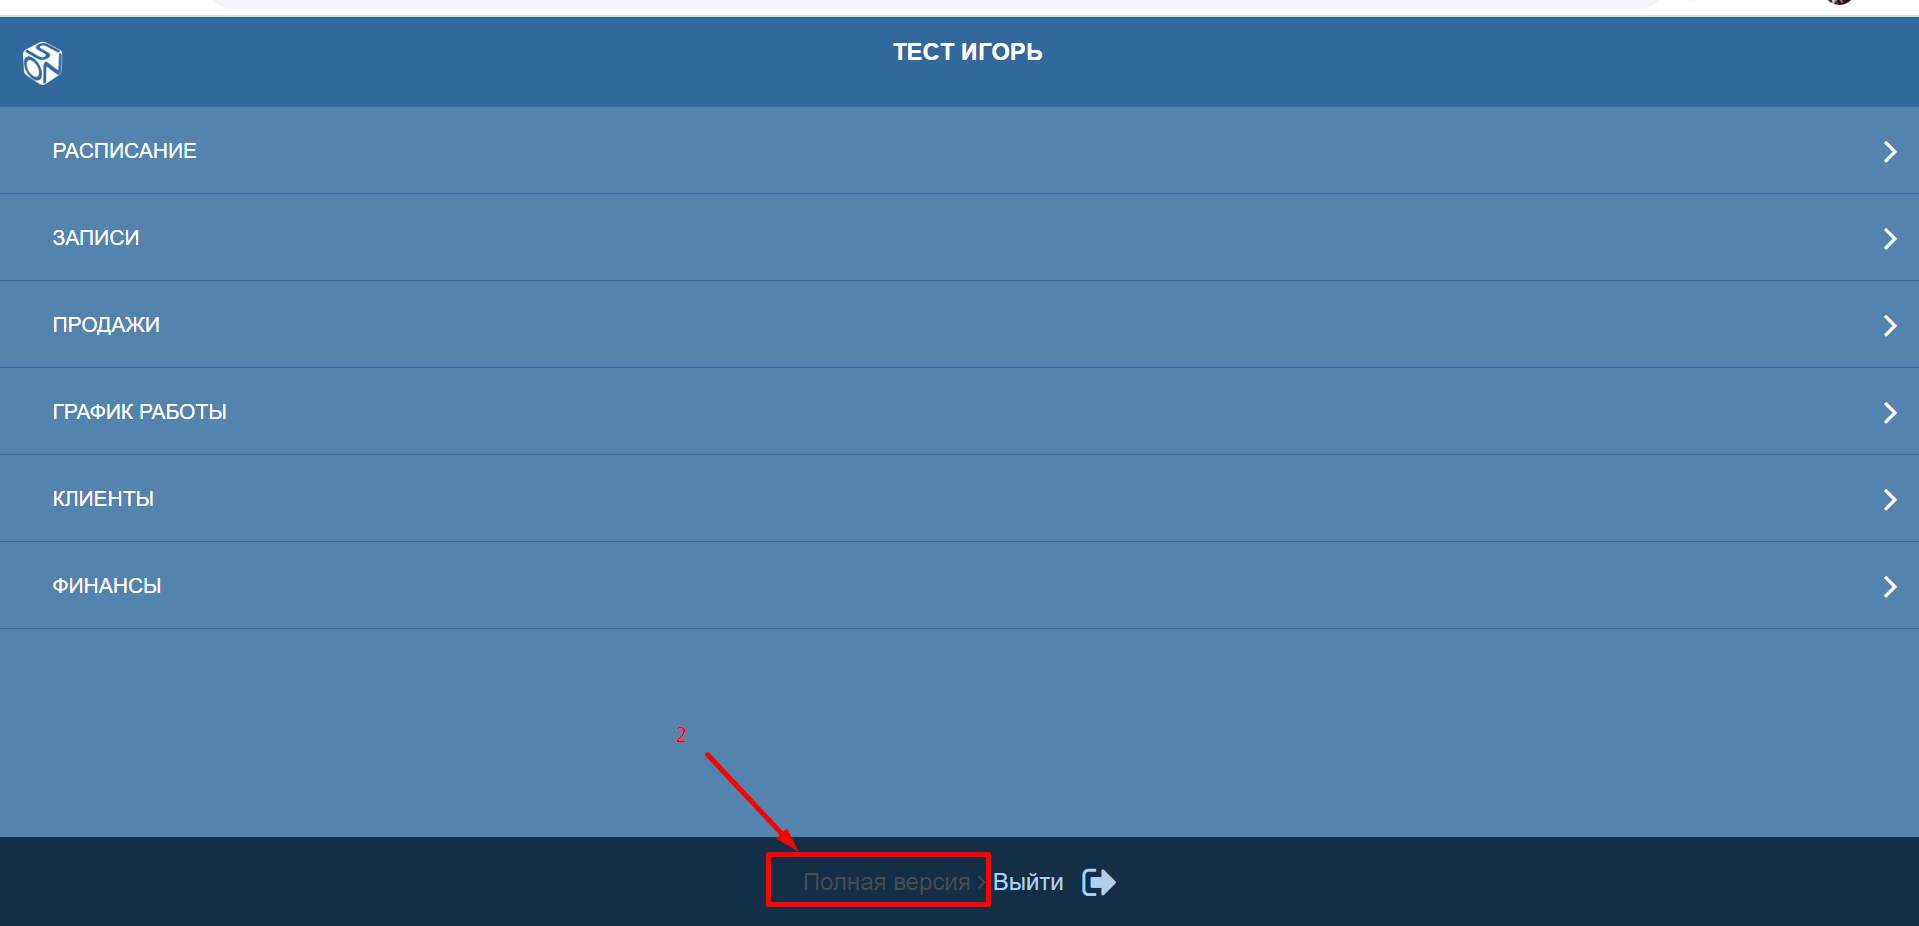 ТЕСТ ИГОРЬ
РАСПИСАНИЕ
ЗАПИСИ
ПРОДАЖИ
ГРАФИК РАБОТЫ
КЛИЕНТЫ
ФИНАНСЫ
2
Полная версия > Выйти